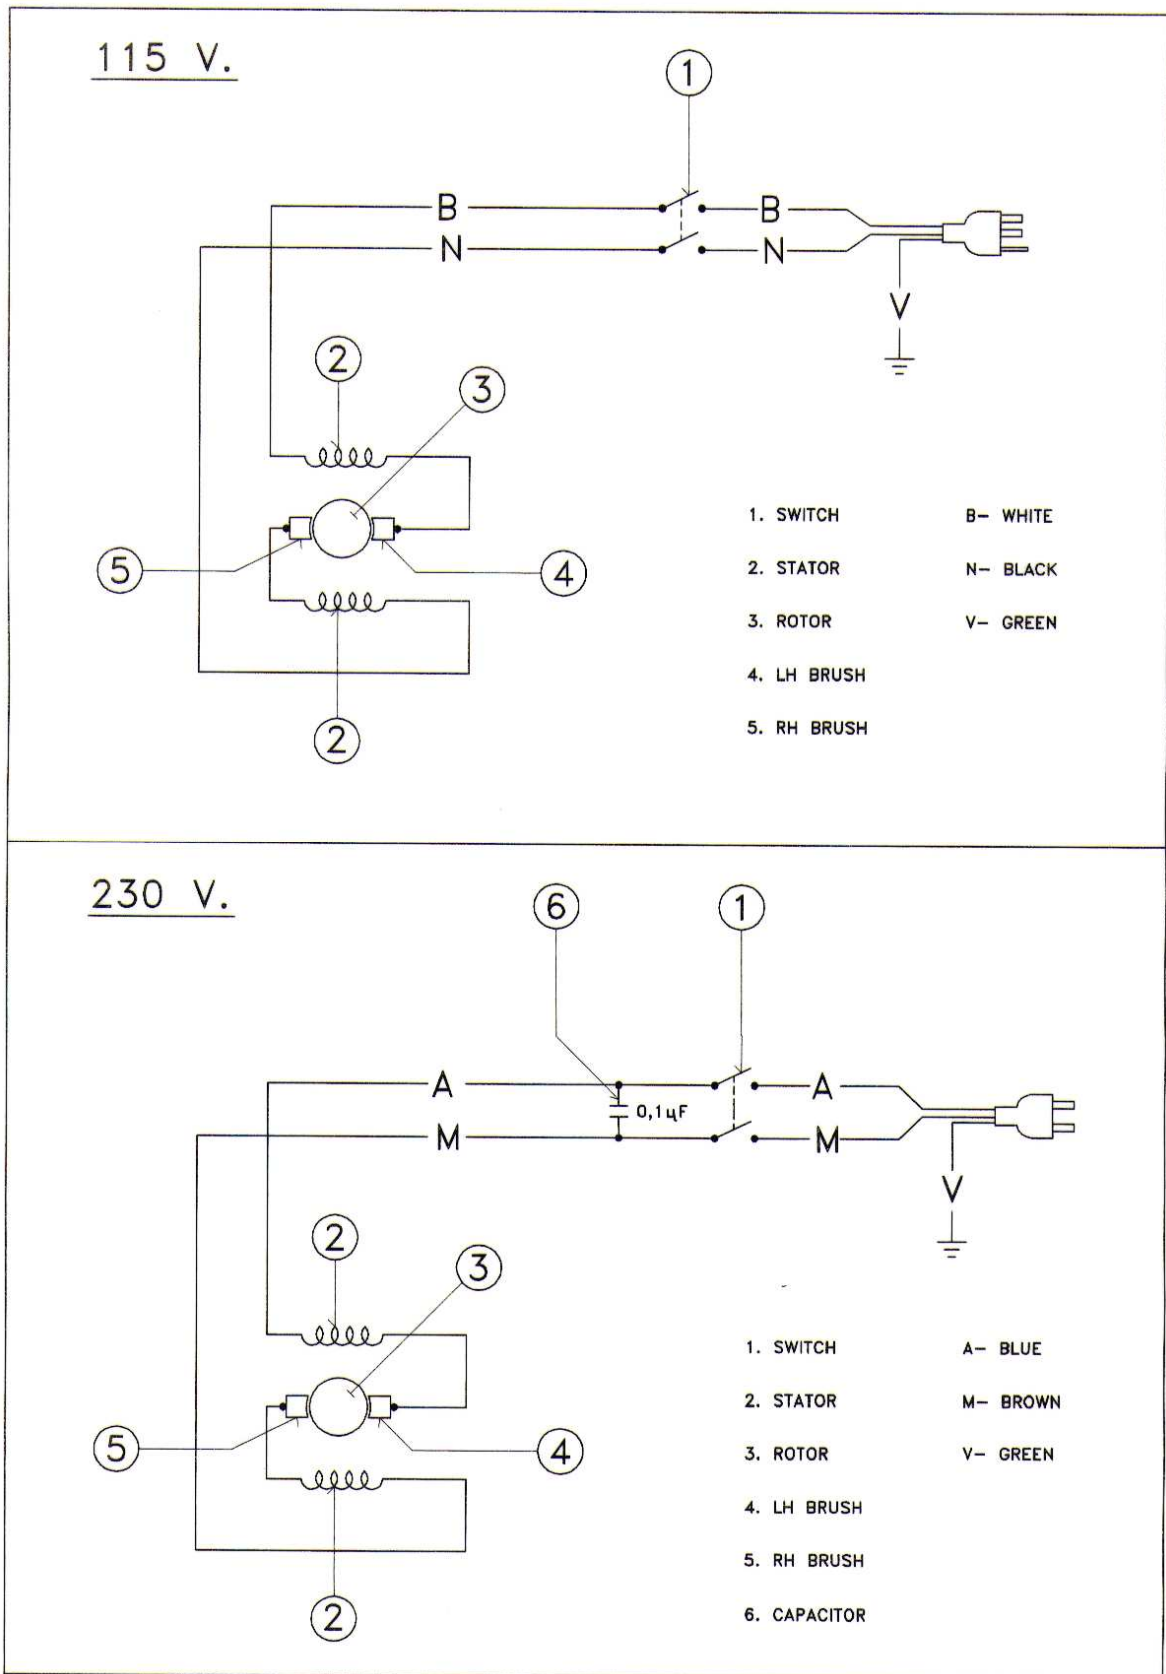 115 V.
1
B
B
N
N
V
2
3
5
4
2
1. SWITCH B- WHITE
2. STATOR N- BLACK
3. ROTOR V- GREEN
4. LH BRUSH
5. RH BRUSH
230 V.
6
1
A
A
0,1 µF
M
M
V
2
3
5
4
2
1. SWITCH A- BLUE
2. STATOR M- BROWN
3. ROTOR V- GREEN
4. LH BRUSH
5. RH BRUSH
6. CAPACITOR